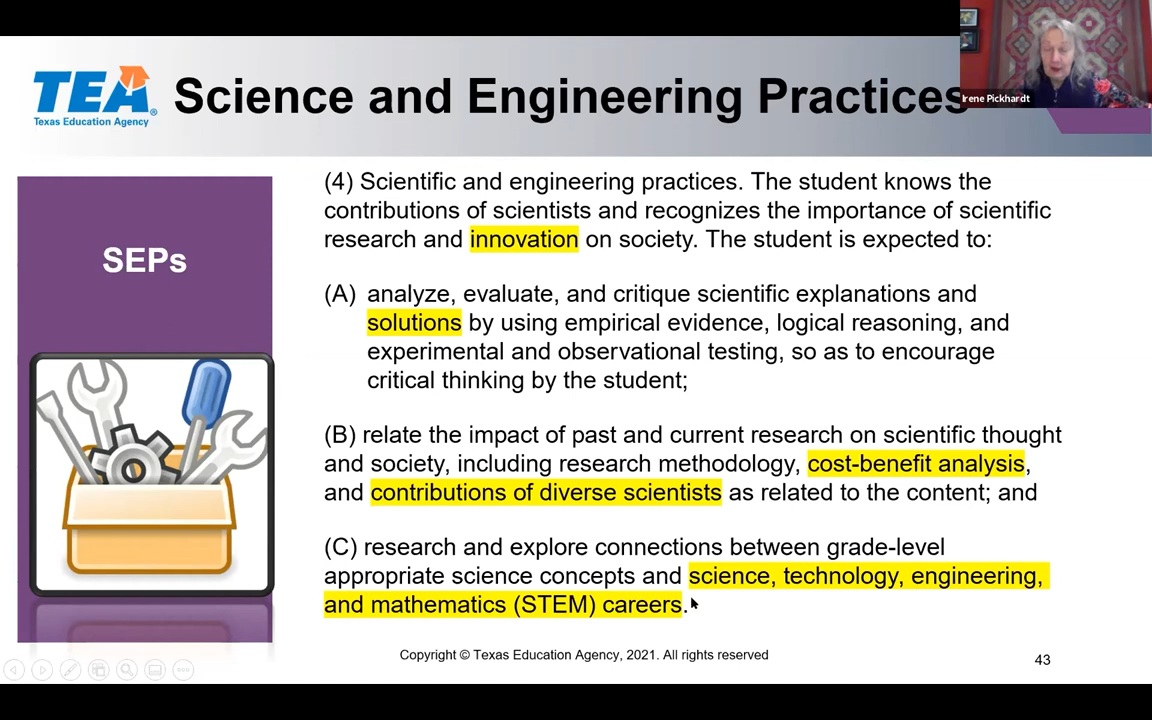 TEA
Texas Education Agency
Science and Engineering Practices
Irene Pickhardt
SEPs
(4) Scientific and engineering practices. The student knows the
contributions of scientists and recognizes the importance of scientific
research and innovation on society. The student is expected to:
(A) analyze, evaluate, and critique scientific explanations and
solutions by using empirical evidence, logical reasoning, and
experimental and observational testing, so as to encourage
critical thinking by the student;
(B) relate the impact of past and current research on scientific thought
and society, including research methodology, cost-benefit analysis,
and contributions of diverse scientists as related to the content; and
(C) research and explore connections between grade-level
appropriate science concepts and science, technology, engineering,
and mathematics (STEM) careers.
Copyright © Texas Education Agency, 2021. All rights reserved
43